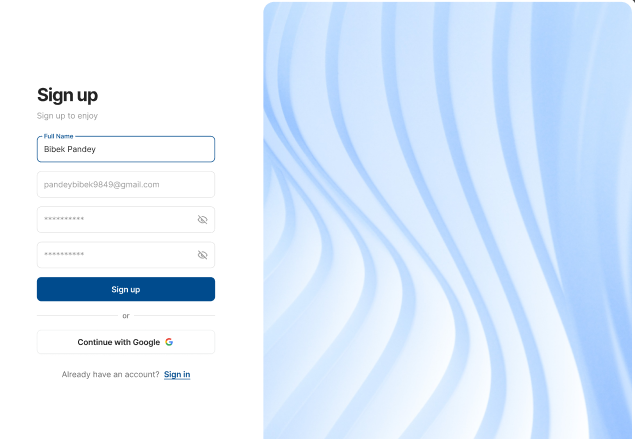 Sign up
Sign up to enjoy
Full Name
Bibek Pandey
pandeybibek9849@gmail.com
**********
**********
Sign up
or
Continue with Google
Already have an account? Sign in